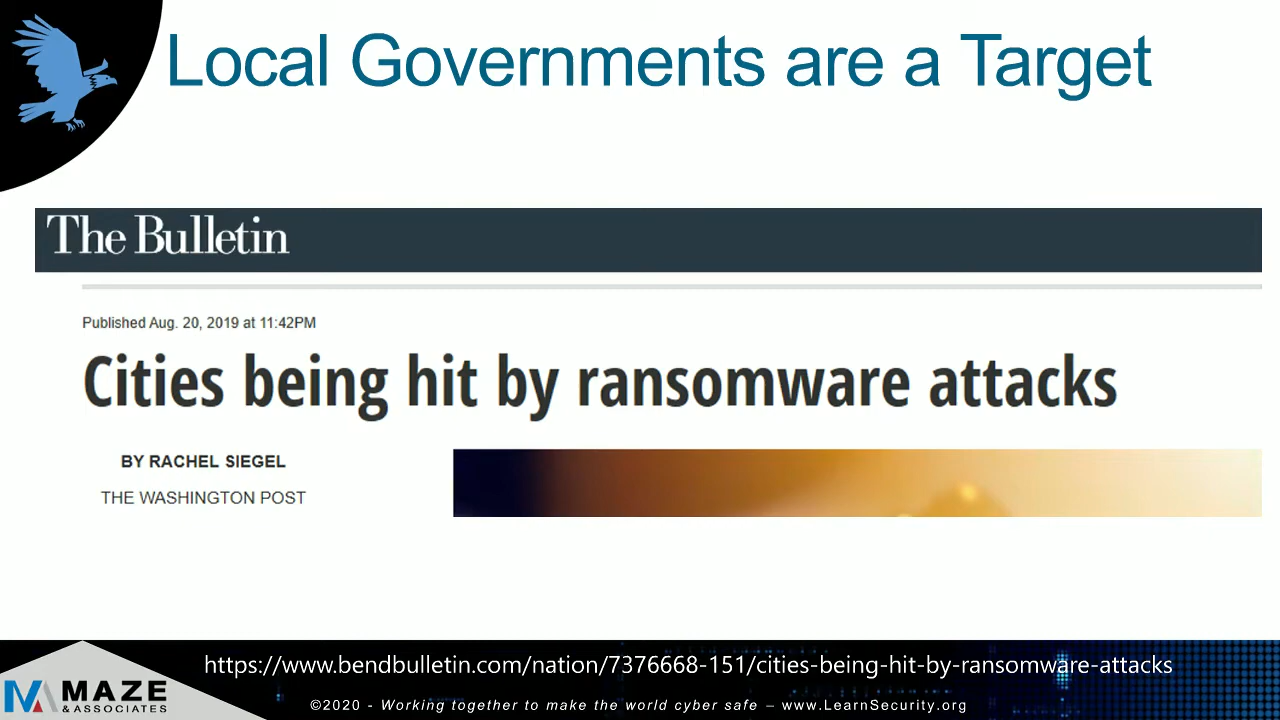 Local Governments are a Target
The Bulletin
Published Aug. 20, 2019 at 11:42PM
Cities being hit by ransomware attacks
BY RACHEL SIEGEL
THE WASHINGTON POST
https://www.bendbulletin.com/nation/7376668-151/cities-being-hit-by-ransomware-attacks
MAZE
& ASSOCIATES
©2020 - Working together to make the world cyber safe – www.LearnSecurity.org